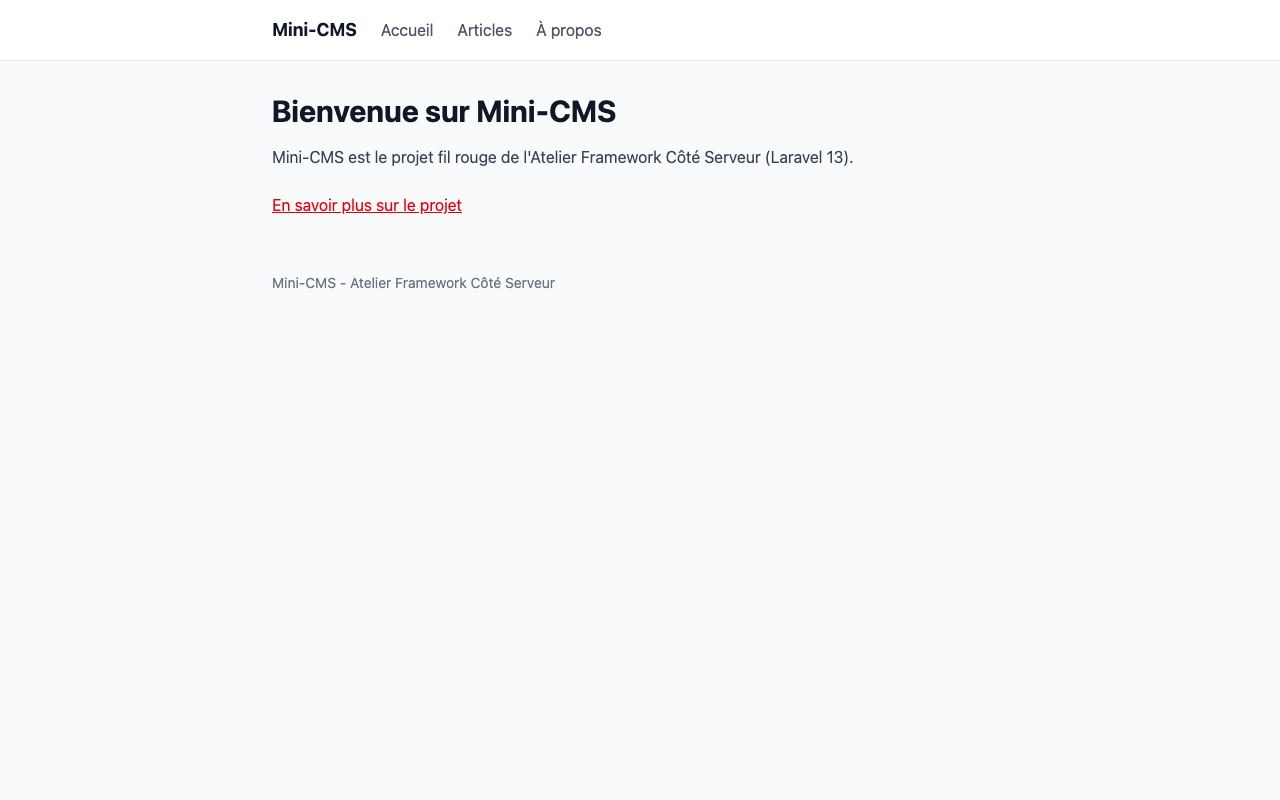 Mini-CMS Accueil Articles À propos
Bienvenue sur Mini-CMS
Mini-CMS est le projet fil rouge de l'Atelier Framework Côté Serveur (Laravel 13).
En savoir plus sur le projet
Mini-CMS - Atelier Framework Côté Serveur